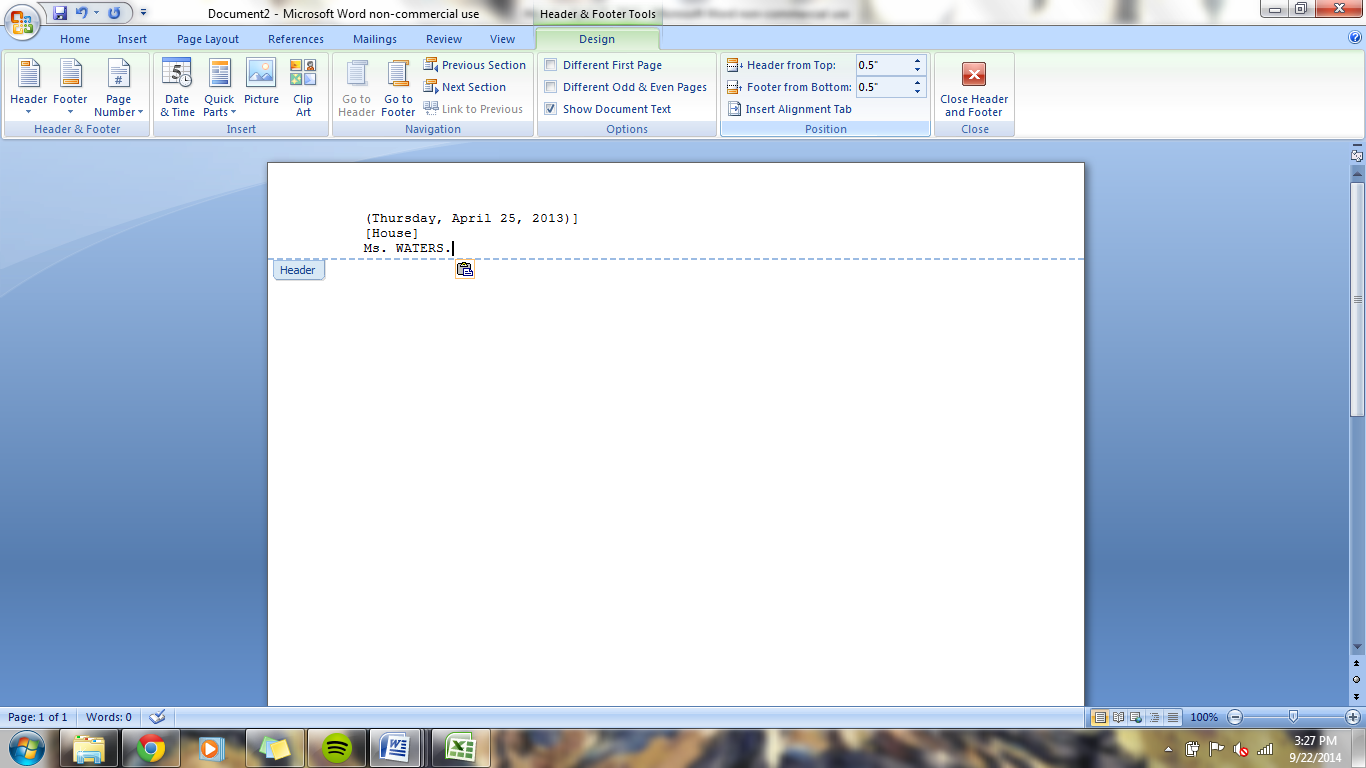 Document2 - Microsoft Word non-commercial use
Header & Footer Tools
Home Insert Page Layout References Mailings Review View Design
Header
Footer
Page
Number
Header & Footer
Date
& Time
Quick
Parts
Picture
Clip
Art
Insert
Go to
Header
Go to
Footer
Previous Section
Next Section
Link to Previous
Navigation
Different First Page
Different Odd & Even Pages
Show Document Text
Options
Header from Top: 0.5"
Footer from Bottom: 0.5"
Insert Alignment Tab
Position
Close Header
and Footer
Close
(Thursday, April 25, 2013)]
[House]
Ms. WATERS.
Header
Page: 1 of 1 Words: 0 100%
3:27 PM
9/22/2014